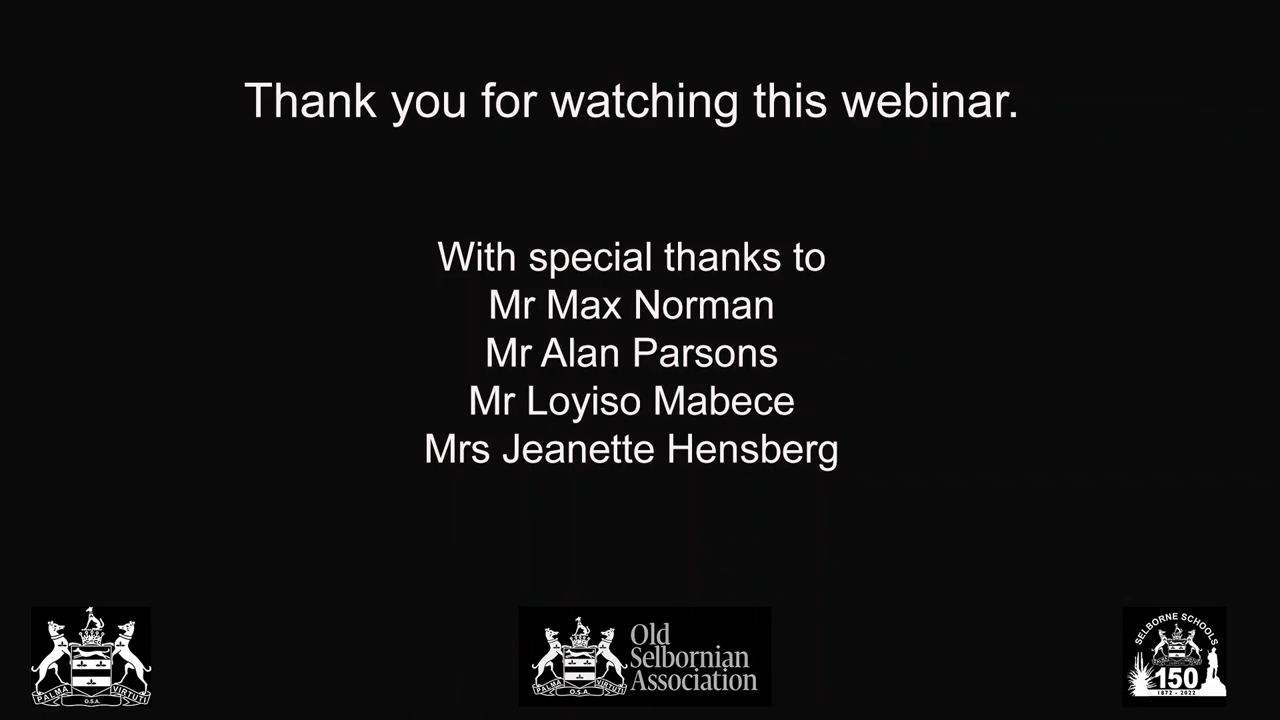 Thank you for watching this webinar.
With special thanks to
Mr Max Norman
Mr Alan Parsons
Mr Loyiso Mabece
Mrs Jeanette Hensberg
PALMA VIRTUTI
O.S.A.
PALMA VIRTUTI
O.S.A.
Old
Selbornian
Association
SELBORNE SCHOOLS
150
1872 - 2022